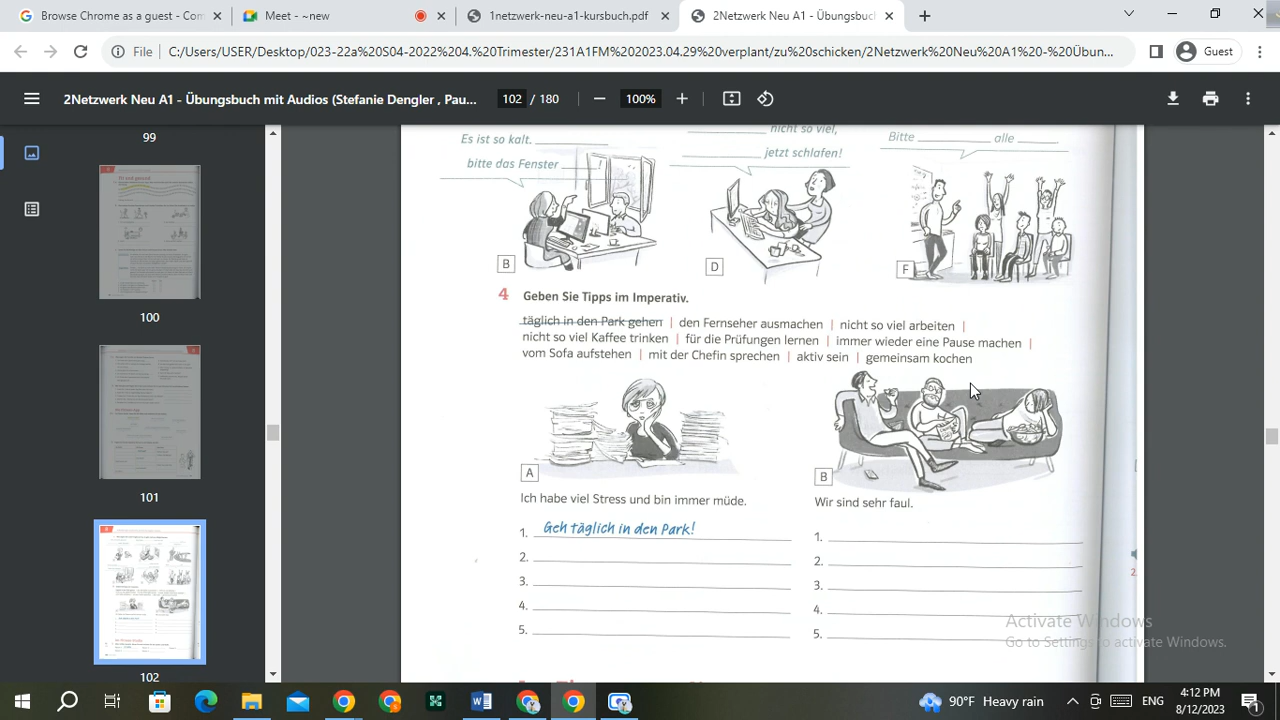 Browse Chrome as a guest - Com
Meet - ~new
1netzwerk-neu-a1-kursbuch.pdf
2Netzwerk Neu A1 - Übungsbuch
File
C:/Users/USER/Desktop/023-22a%20S04-2022%204.%20Trimester/231A1FM%202023.04.29%20verplant/zu%20schicken/2Netzwerk%20Neu%20A1%20-%20Übun...
Guest
2Netzwerk Neu A1 - Übungsbuch mit Audios (Stefanie Dengler , Pau...
102 / 180
100%
99
100
101
102
Es ist so kalt.
bitte das Fenster
nicht so viel,
jetzt schlafen!
Bitte alle
B
D
F
4 Geben Sie Tipps im Imperativ.
täglich in den Park gehen | den Fernseher ausmachen | nicht so viel arbeiten |
nicht so viel Kaffee trinken | für die Prüfungen lernen | immer wieder eine Pause machen |
vom Sofa aufstehen | mit der Chefin sprechen | aktiv sein | gemeinsam kochen
A
B
Ich habe viel Stress und bin immer müde.
Wir sind sehr faul.
1. Geh täglich in den Park!
2.
3.
4.
5.
1.
2.
3.
4.
5.
2
Activate Windows
Go to Settings to activate Windows.
90°F Heavy rain
ENG
4:12 PM
8/12/2023
1